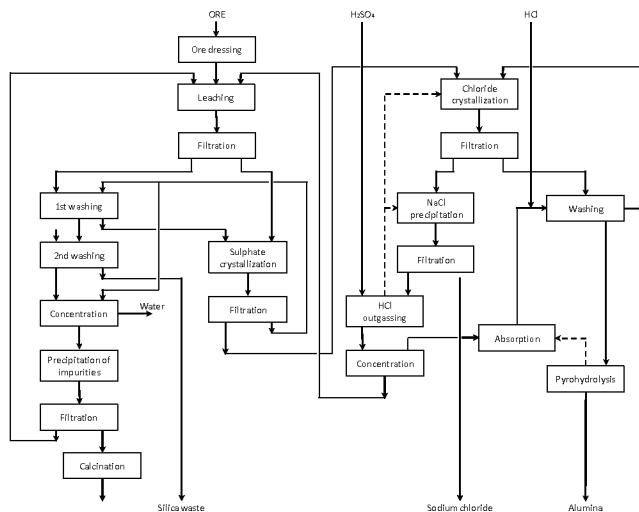 ORE
H₂SO₄
HCl
Ore dressing
Leaching
Chloride
crystallization
Filtration
Filtration
1st washing
NaCl
precipitation
Washing
2nd washing
Sulphate
crystallization
Filtration
Concentration
Water
Filtration
HCl
outgassing
Absorption
Precipitation of
impurities
Concentration
Pyrohydrolysis
Filtration
Calcination
Silica waste
Sodium chloride
Alumina